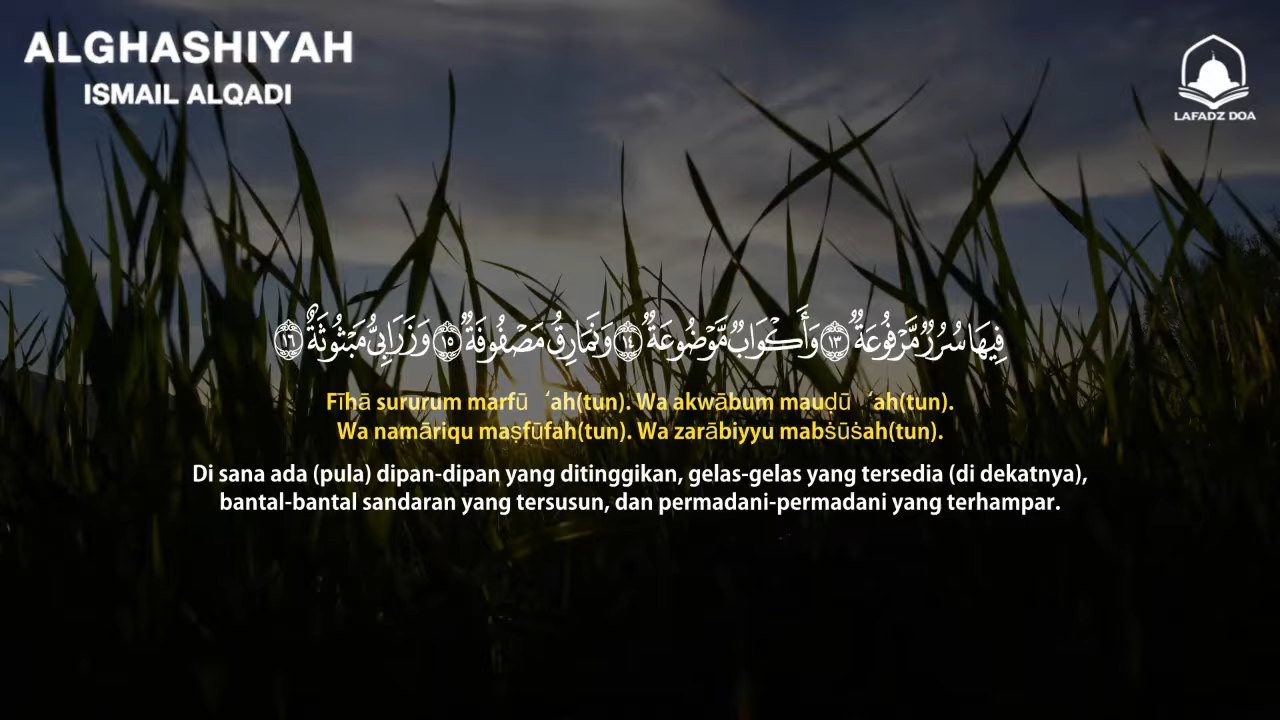 ALGHASHIYAH
ISMAIL ALQADI
LAFADZ DOA
فِيهَا سُرُرٌ مَّرْفُوعَةٌ ١٣ وَأَكْوَابٌ مَّوْضُوعَةٌ ١٤ وَنَمَارِقُ مَصْفُوفَةٌ ١٥ وَزَرَابِيُّ مَبْثُوثَةٌ ١٦
Fīhā sururum marfū ‘ah(tun). Wa akwābum mauḍū ‘ah(tun).
Wa namāriqu maṣfūfah(tun). Wa zarābiyyu mabṡūṡah(tun).
Di sana ada (pula) dipan-dipan yang ditinggikan, gelas-gelas yang tersedia (di dekatnya),
bantal-bantal sandaran yang tersusun, dan permadani-permadani yang terhampar.